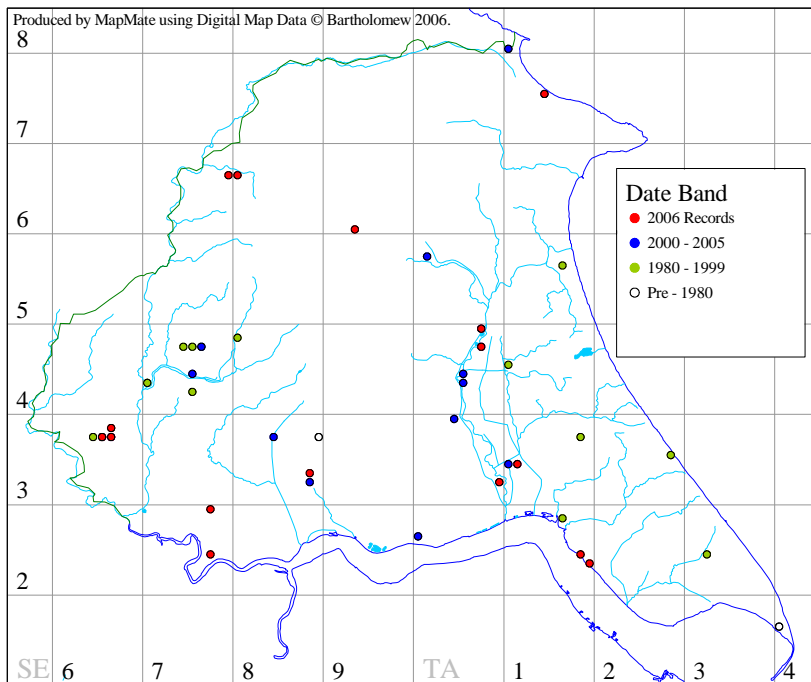 Produced by MapMate using Digital Map Data © Bartholomew 2006.
8
7
Date Band
2006 Records
2000 - 2005
1980 - 1999
Pre - 1980
6
5
4
3
2
SE 6 7 8 9 TA 1 2 3 4